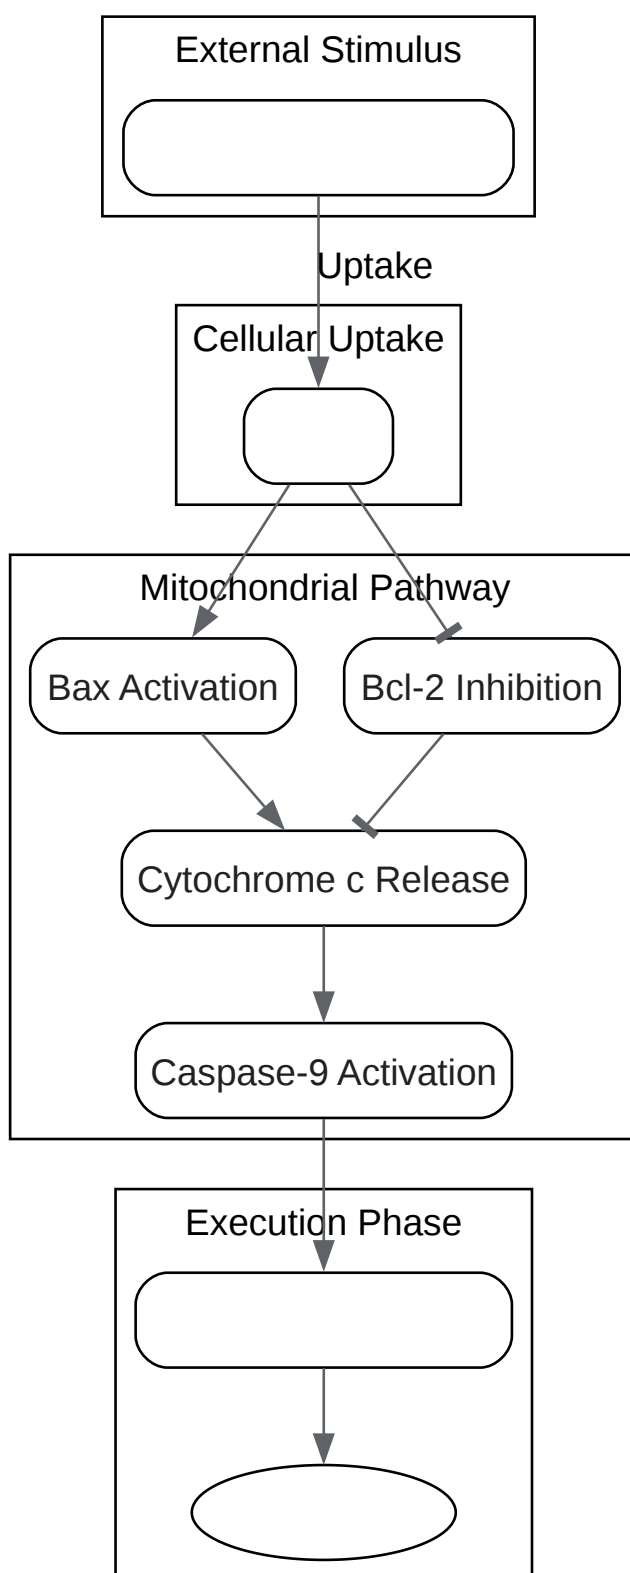 External Stimulus
Uptake
Cellular Uptake
Mitochondrial Pathway
Bax Activation
Bcl-2 Inhibition
Cytochrome c Release
Caspase-9 Activation
Execution Phase